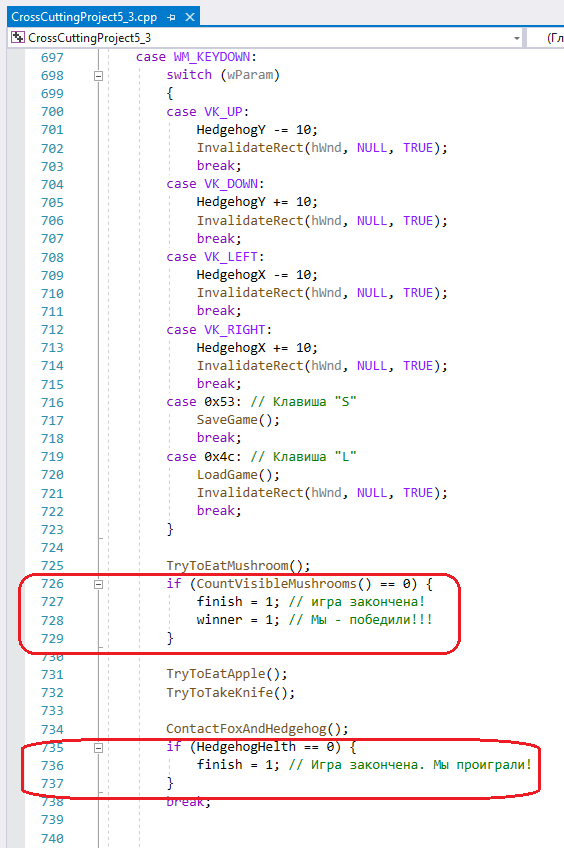 CrossCuttingProject5_3.cpp
CrossCuttingProject5_3
(Гл
697 case WM_KEYDOWN:
698 switch (wParam)
699 {
700 case VK_UP:
701 HedgehogY -= 10;
702 InvalidateRect(hWnd, NULL, TRUE);
703 break;
704 case VK_DOWN:
705 HedgehogY += 10;
706 InvalidateRect(hWnd, NULL, TRUE);
707 break;
708 case VK_LEFT:
709 HedgehogX -= 10;
710 InvalidateRect(hWnd, NULL, TRUE);
711 break;
712 case VK_RIGHT:
713 HedgehogX += 10;
714 InvalidateRect(hWnd, NULL, TRUE);
715 break;
716 case 0x53: // Клавиша "S"
717 SaveGame();
718 break;
719 case 0x4c: // Клавиша "L"
720 LoadGame();
721 InvalidateRect(hWnd, NULL, TRUE);
722 break;
723 }
724
725 TryToEatMushroom();
726 if (CountVisibleMushrooms() == 0) {
727 finish = 1; // игра закончена!
728 winner = 1; // Мы - победили!!!
729 }
730
731 TryToEatApple();
732 TryToTakeKnife();
733
734 ContactFoxAndHedgehog();
735 if (HedgehogHelth == 0) {
736 finish = 1; // Игра закончена. Мы проиграли!
737 }
738 break;
739
740